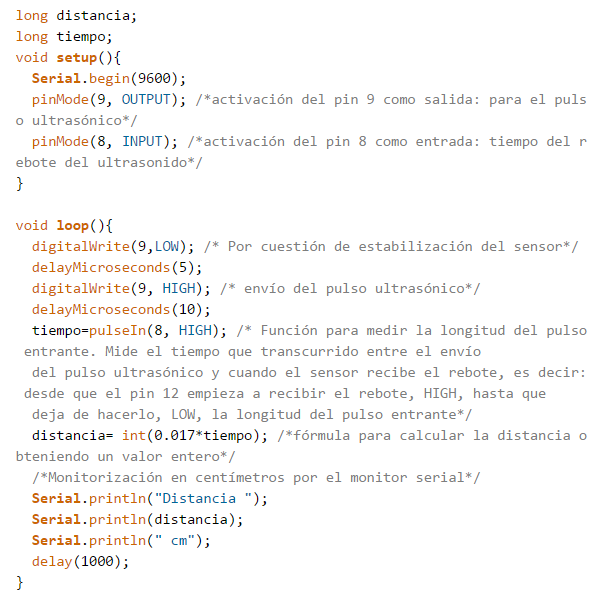 long distancia;
long tiempo;
void setup(){
  Serial.begin(9600);
  pinMode(9, OUTPUT); /*activación del pin 9 como salida: para el puls
o ultrasónico*/
  pinMode(8, INPUT); /*activación del pin 8 como entrada: tiempo del r
ebote del ultrasonido*/
}

void loop(){
  digitalWrite(9,LOW); /* Por cuestión de estabilización del sensor*/
  delayMicroseconds(5);
  digitalWrite(9, HIGH); /* envío del pulso ultrasónico*/
  delayMicroseconds(10);
  tiempo=pulseIn(8, HIGH); /* Función para medir la longitud del pulso
 entrante. Mide el tiempo que transcurrido entre el envío
  del pulso ultrasónico y cuando el sensor recibe el rebote, es decir:
 desde que el pin 12 empieza a recibir el rebote, HIGH, hasta que
  deja de hacerlo, LOW, la longitud del pulso entrante*/
  distancia= int(0.017*tiempo); /*fórmula para calcular la distancia o
bteniendo un valor entero*/
  /*Monitorización en centímetros por el monitor serial*/
  Serial.println("Distancia ");
  Serial.println(distancia);
  Serial.println(" cm");
  delay(1000);
}